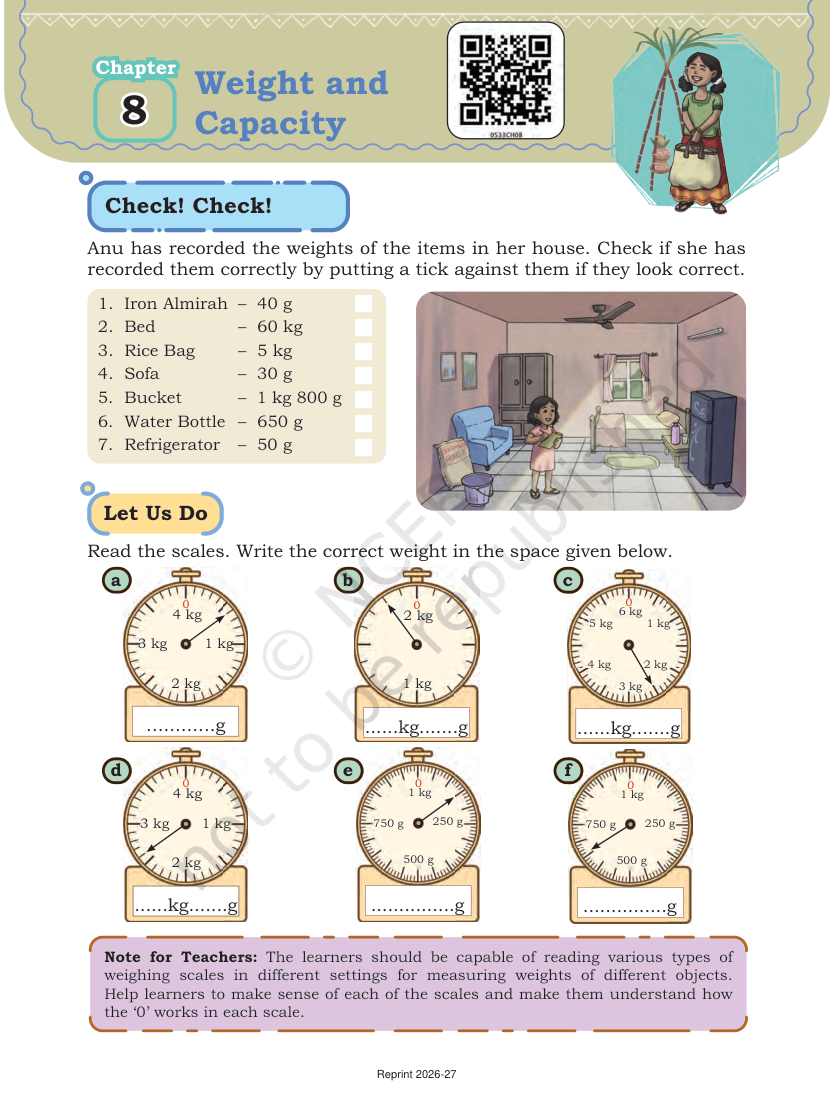 Chapter
8
Weight and
Capacity
0533CH08
Check! Check!
Anu has recorded the weights of the items in her house. Check if she has
recorded them correctly by putting a tick against them if they look correct.
1. Iron Almirah – 40 g
2. Bed – 60 kg
3. Rice Bag – 5 kg
4. Sofa – 30 g
5. Bucket – 1 kg 800 g
6. Water Bottle – 650 g
7. Refrigerator – 50 g
Let Us Do
Read the scales. Write the correct weight in the space given below.
a
0
4 kg
3 kg 1 kg
2 kg
............g
b
0
2 kg
1 kg
......kg.......g
c
0
6 kg
5 kg 1 kg
4 kg 2 kg
3 kg
......kg.......g
d
0
4 kg
3 kg 1 kg
2 kg
......kg.......g
e
0
1 kg
750 g 250 g
500 g
...............g
f
0
1 kg
750 g 250 g
500 g
...............g
© NCERT
not to be republished
Note for Teachers: The learners should be capable of reading various types of
weighing scales in different settings for measuring weights of different objects.
Help learners to make sense of each of the scales and make them understand how
the ‘0’ works in each scale.
Reprint 2026-27